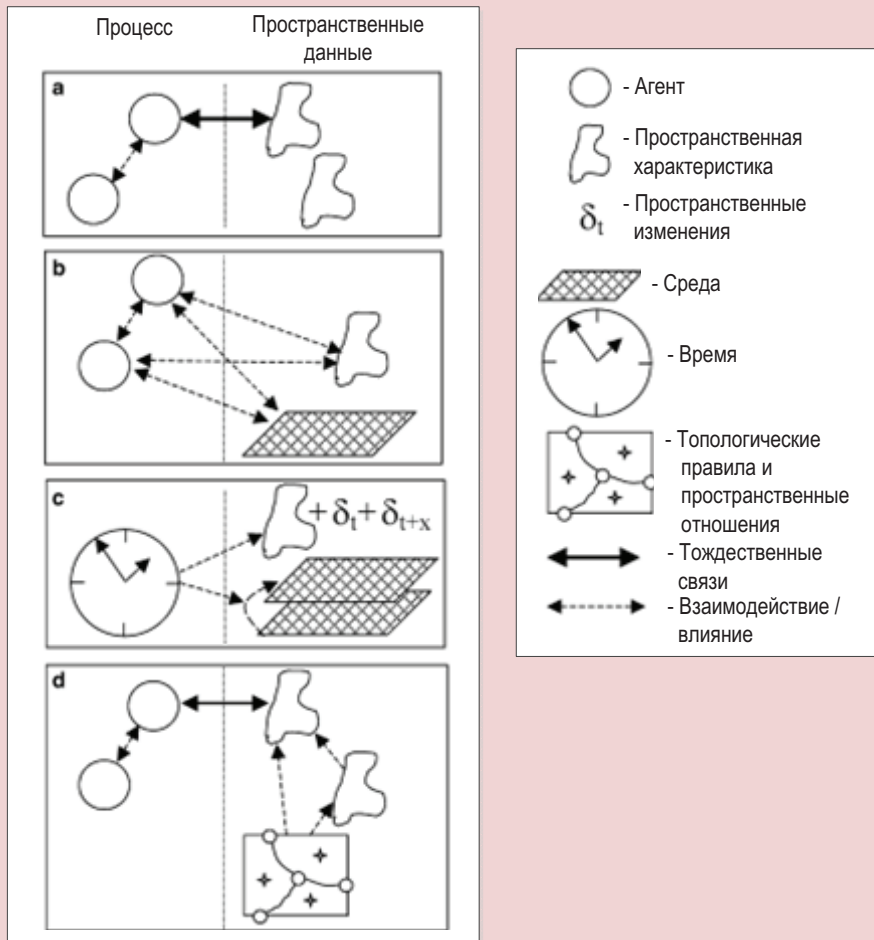 Процесс
Пространственные
данные
a
b
c
+ δt + δt+x
d
- Агент
- Пространственная
характеристика
δt
- Пространственные
изменения
- Среда
- Время
- Топологические
правила и
пространственные
отношения
- Тождественные
связи
- Взаимодействие /
влияние